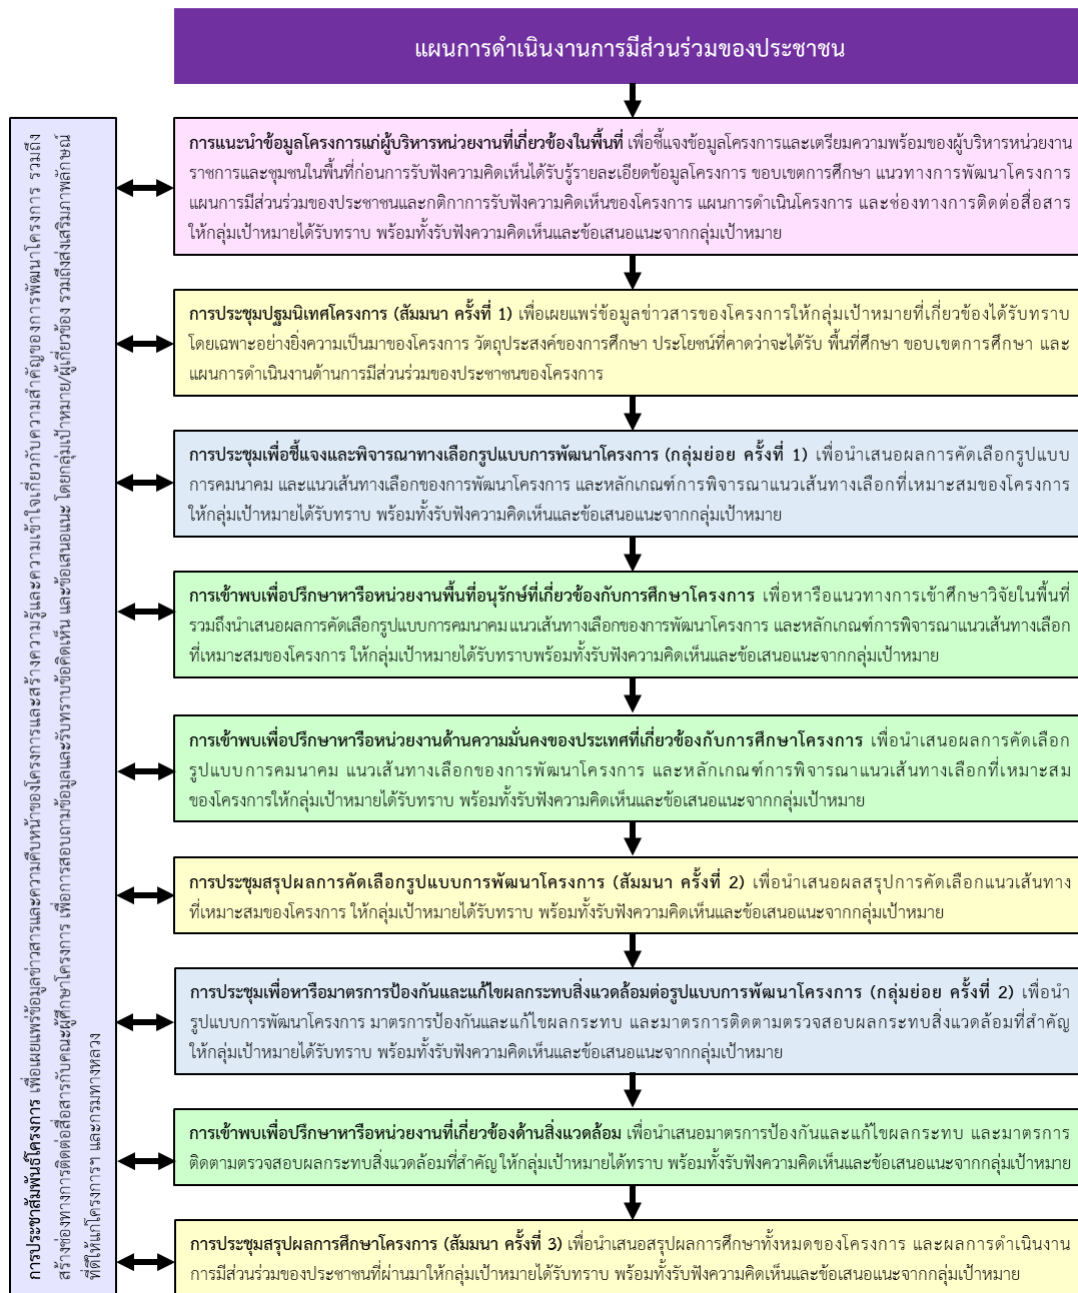 แผนการดำเนินงานการมีส่วนร่วมของประชาชน
การประชาสัมพันธ์โครงการ เพื่อเผยแพร่ข้อมูลข่าวสารและความคืบหน้าของโครงการและสร้างความรู้และความเข้าใจเกี่ยวกับความสำคัญของการพัฒนาโครงการ รวมถึง
สร้างช่องทางการติดต่อสื่อสารกับคณะผู้ศึกษาโครงการ เพื่อการสอบถามข้อมูลและรับทราบข้อคิดเห็น และข้อเสนอแนะ โดยกลุ่มเป้าหมาย/ผู้เกี่ยวข้อง รวมถึงส่งเสริมภาพลักษณ์
ที่ดีให้แก่โครงการฯ และกรมทางหลวง
การแนะนำข้อมูลโครงการแก่ผู้บริหารหน่วยงานที่เกี่ยวข้องในพื้นที่ เพื่อชี้แจงข้อมูลโครงการและเตรียมความพร้อมของผู้บริหารหน่วยงาน
ราชการและชุมชนในพื้นที่ก่อนการรับฟังความคิดเห็นได้รับรู้รายละเอียดข้อมูลโครงการ ขอบเขตการศึกษา แนวทางการพัฒนาโครงการ
แผนการมีส่วนร่วมของประชาชนและกติกาการรับฟังความคิดเห็นของโครงการ แผนการดำเนินโครงการ และช่องทางการติดต่อสื่อสาร
ให้กลุ่มเป้าหมายได้รับทราบ พร้อมทั้งรับฟังความคิดเห็นและข้อเสนอแนะจากกลุ่มเป้าหมาย
การประชุมปฐมนิเทศโครงการ (สัมมนา ครั้งที่ 1) เพื่อเผยแพร่ข้อมูลข่าวสารของโครงการให้กลุ่มเป้าหมายที่เกี่ยวข้องได้รับทราบ
โดยเฉพาะอย่างยิ่งความเป็นมาของโครงการ วัตถุประสงค์ของการศึกษา ประโยชน์ที่คาดว่าจะได้รับ พื้นที่ศึกษา ขอบเขตการศึกษา และ
แผนการดำเนินงานด้านการมีส่วนร่วมของประชาชนของโครงการ
การประชุมเพื่อชี้แจงและพิจารณาทางเลือกรูปแบบการพัฒนาโครงการ (กลุ่มย่อย ครั้งที่ 1) เพื่อนำเสนอผลการคัดเลือกรูปแบบ
การคมนาคม และแนวเส้นทางเลือกของการพัฒนาโครงการ และหลักเกณฑ์การพิจารณาแนวเส้นทางเลือกที่เหมาะสมของโครงการ
ให้กลุ่มเป้าหมายได้รับทราบ พร้อมทั้งรับฟังความคิดเห็นและข้อเสนอแนะจากกลุ่มเป้าหมาย
การเข้าพบเพื่อปรึกษาหารือหน่วยงานพื้นที่อนุรักษ์ที่เกี่ยวข้องกับการศึกษาโครงการ เพื่อหารือแนวทางการเข้าศึกษาวิจัยในพื้นที่
รวมถึงนำเสนอผลการคัดเลือกรูปแบบการคมนาคม แนวเส้นทางเลือกของการพัฒนาโครงการ และหลักเกณฑ์การพิจารณาแนวเส้นทางเลือก
ที่เหมาะสมของโครงการ ให้กลุ่มเป้าหมายได้รับทราบพร้อมทั้งรับฟังความคิดเห็นและข้อเสนอแนะจากกลุ่มเป้าหมาย
การเข้าพบเพื่อปรึกษาหารือหน่วยงานด้านความมั่นคงของประเทศที่เกี่ยวข้องกับการศึกษาโครงการ เพื่อนำเสนอผลการคัดเลือก
รูปแบบการคมนาคม แนวเส้นทางเลือกของการพัฒนาโครงการ และหลักเกณฑ์การพิจารณาแนวเส้นทางเลือกที่เหมาะสม
ของโครงการให้กลุ่มเป้าหมายได้รับทราบ พร้อมทั้งรับฟังความคิดเห็นและข้อเสนอแนะจากกลุ่มเป้าหมาย
การประชุมสรุปผลการคัดเลือกรูปแบบการพัฒนาโครงการ (สัมมนา ครั้งที่ 2) เพื่อนำเสนอผลสรุปการคัดเลือกแนวเส้นทาง
ที่เหมาะสมของโครงการ ให้กลุ่มเป้าหมายได้รับทราบ พร้อมทั้งรับฟังความคิดเห็นและข้อเสนอแนะจากกลุ่มเป้าหมาย
การประชุมเพื่อหารือมาตรการป้องกันและแก้ไขผลกระทบสิ่งแวดล้อมต่อรูปแบบการพัฒนาโครงการ (กลุ่มย่อย ครั้งที่ 2) เพื่อนำ
รูปแบบการพัฒนาโครงการ มาตรการป้องกันและแก้ไขผลกระทบ และมาตรการติดตามตรวจสอบผลกระทบสิ่งแวดล้อมที่สำคัญ
ให้กลุ่มเป้าหมายได้รับทราบ พร้อมทั้งรับฟังความคิดเห็นและข้อเสนอแนะจากกลุ่มเป้าหมาย
การเข้าพบเพื่อปรึกษาหารือหน่วยงานที่เกี่ยวข้องด้านสิ่งแวดล้อม เพื่อนำเสนอมาตรการป้องกันและแก้ไขผลกระทบ และมาตรการ
ติดตามตรวจสอบผลกระทบสิ่งแวดล้อมที่สำคัญ ให้กลุ่มเป้าหมายได้ทราบ พร้อมทั้งรับฟังความคิดเห็นและข้อเสนอแนะจากกลุ่มเป้าหมาย
การประชุมสรุปผลการศึกษาโครงการ (สัมมนา ครั้งที่ 3) เพื่อนำเสนอสรุปผลการศึกษาทั้งหมดของโครงการ และผลการดำเนินงาน
การมีส่วนร่วมของประชาชนที่ผ่านมาให้กลุ่มเป้าหมายได้รับทราบ พร้อมทั้งรับฟังความคิดเห็นและข้อเสนอแนะจากกลุ่มเป้าหมาย